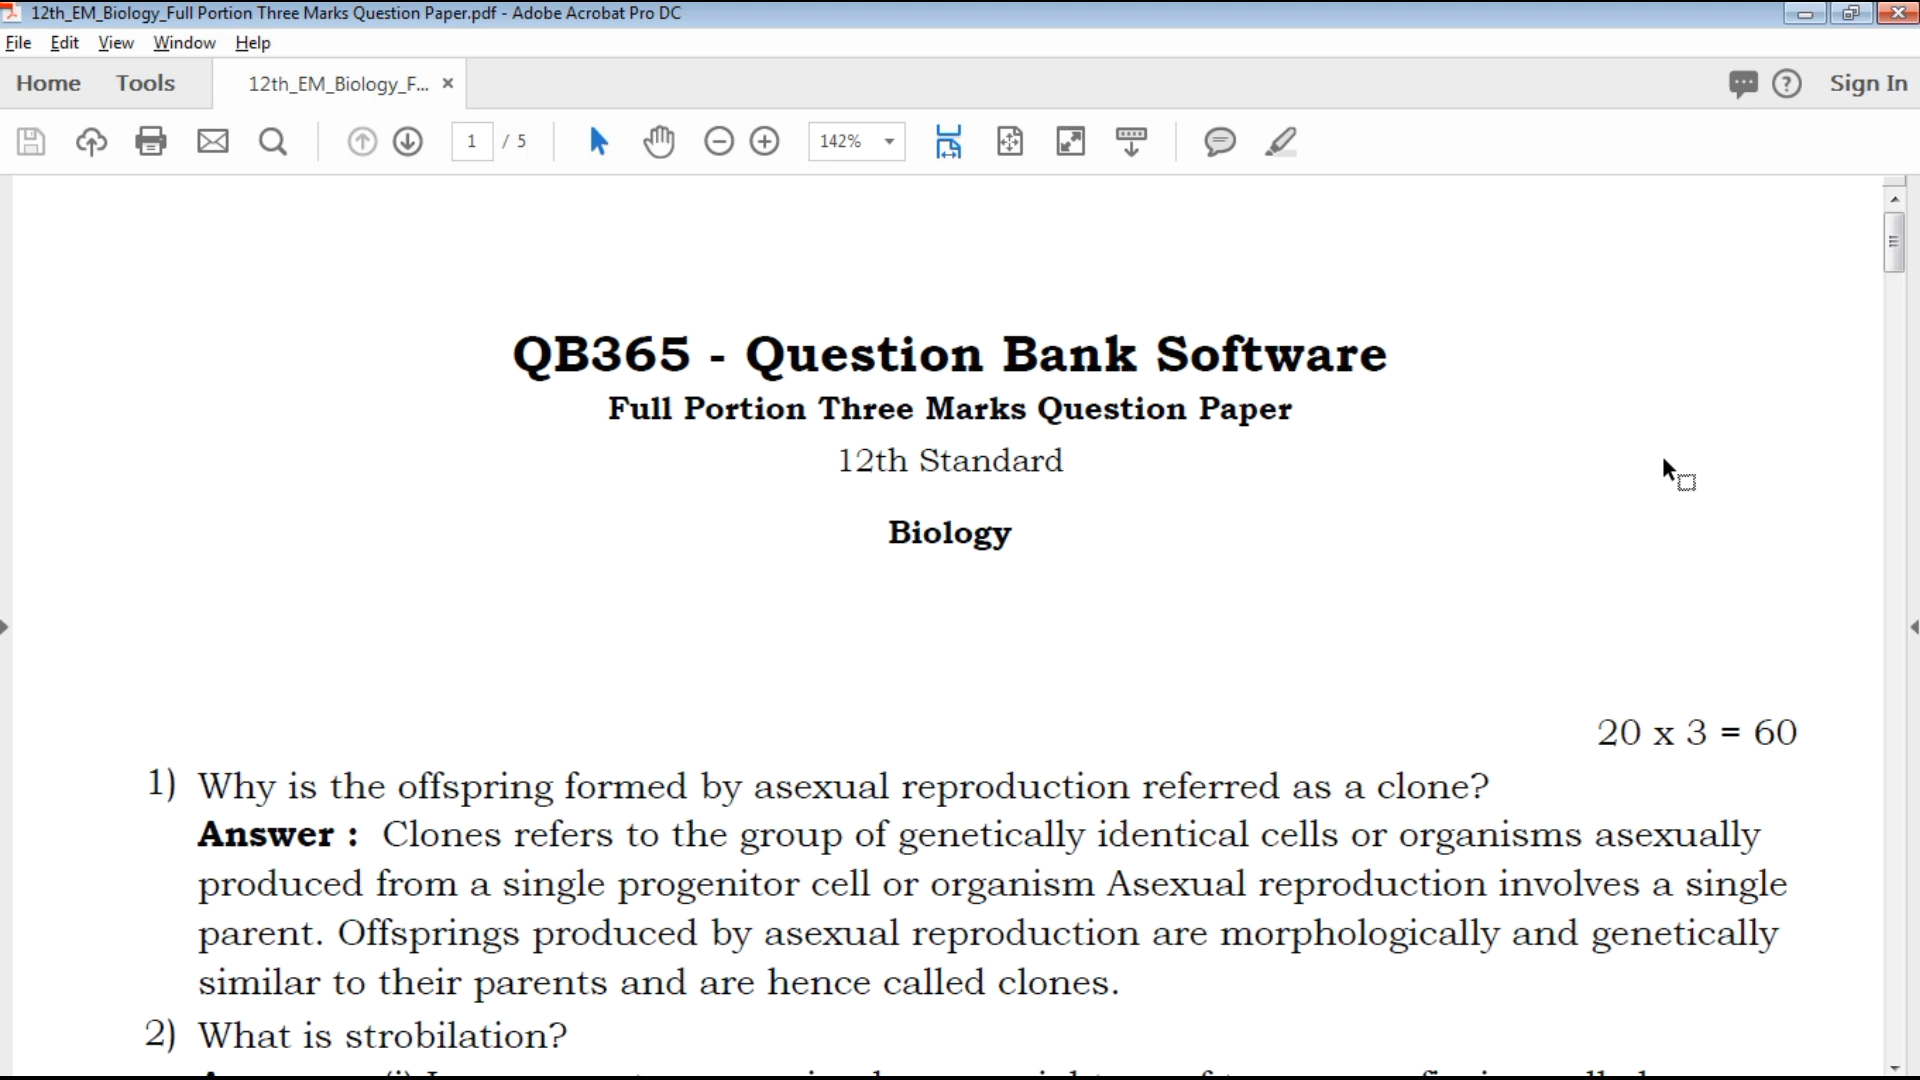 12th_EM_Biology_Full Portion Three Marks Question Paper.pdf - Adobe Acrobat Pro DC
File Edit View Window Help
Home Tools 12th_EM_Biology_F... × Sign In
1 / 5 142%
QB365 - Question Bank Software
Full Portion Three Marks Question Paper
12th Standard
Biology
20 x 3 = 60
1) Why is the offspring formed by asexual reproduction referred as a clone?
Answer : Clones refers to the group of genetically identical cells or organisms asexually
produced from a single progenitor cell or organism Asexual reproduction involves a single
parent. Offsprings produced by asexual reproduction are morphologically and genetically
similar to their parents and are hence called clones.
2) What is strobilation?